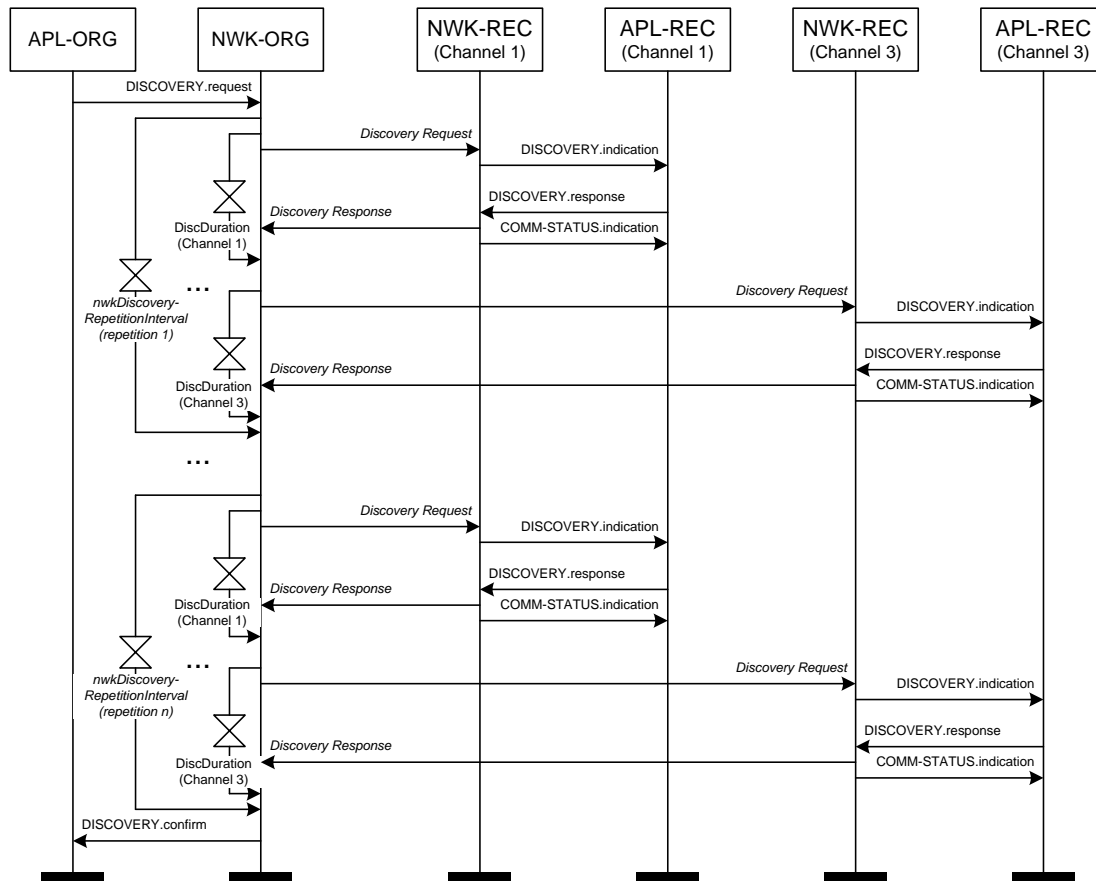 APL-ORG
NWK-ORG
NWK-REC
(Channel 1)
APL-REC
(Channel 1)
NWK-REC
(Channel 3)
APL-REC
(Channel 3)
DISCOVERY.request
Discovery Request
DISCOVERY.indication
DISCOVERY.response
Discovery Response
COMM-STATUS.indication
DiscDuration
(Channel 1)
...
nwkDiscovery-
RepetitionInterval
(repetition 1)
Discovery Request
DISCOVERY.indication
DISCOVERY.response
Discovery Response
COMM-STATUS.indication
DiscDuration
(Channel 3)
...
Discovery Request
DISCOVERY.indication
DISCOVERY.response
Discovery Response
COMM-STATUS.indication
DiscDuration
(Channel 1)
...
nwkDiscovery-
RepetitionInterval
(repetition n)
Discovery Request
DISCOVERY.indication
DISCOVERY.response
Discovery Response
COMM-STATUS.indication
DiscDuration
(Channel 3)
DISCOVERY.confirm